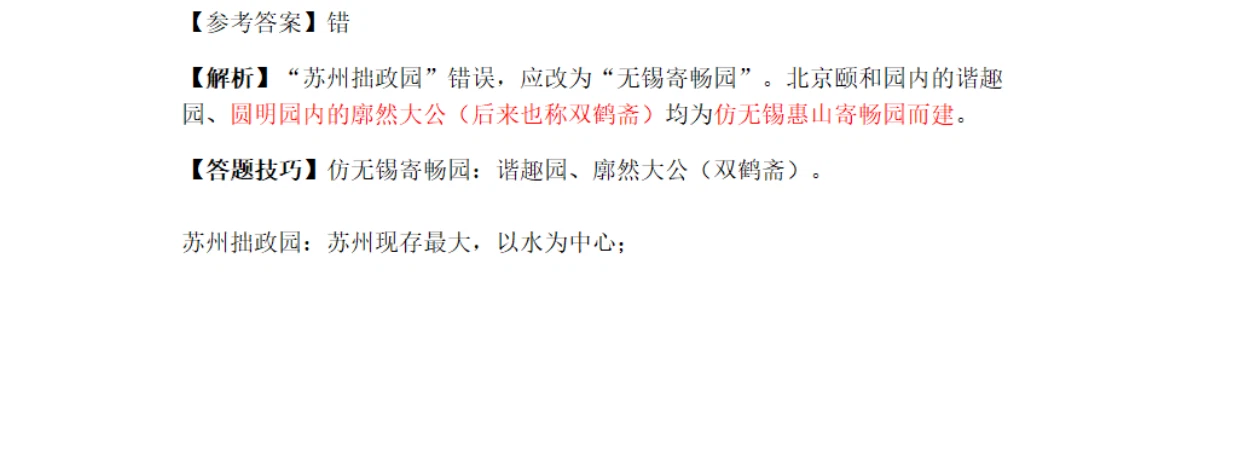 【参考答案】错
【解析】“苏州拙政园”错误，应改为“无锡寄畅园”。北京颐和园内的谐趣
园、圆明园内的廓然大公（后来也称双鹤斋）均为仿无锡惠山寄畅园而建。
【答题技巧】仿无锡寄畅园：谐趣园、廓然大公（双鹤斋）。
苏州拙政园：苏州现存最大，以水为中心；